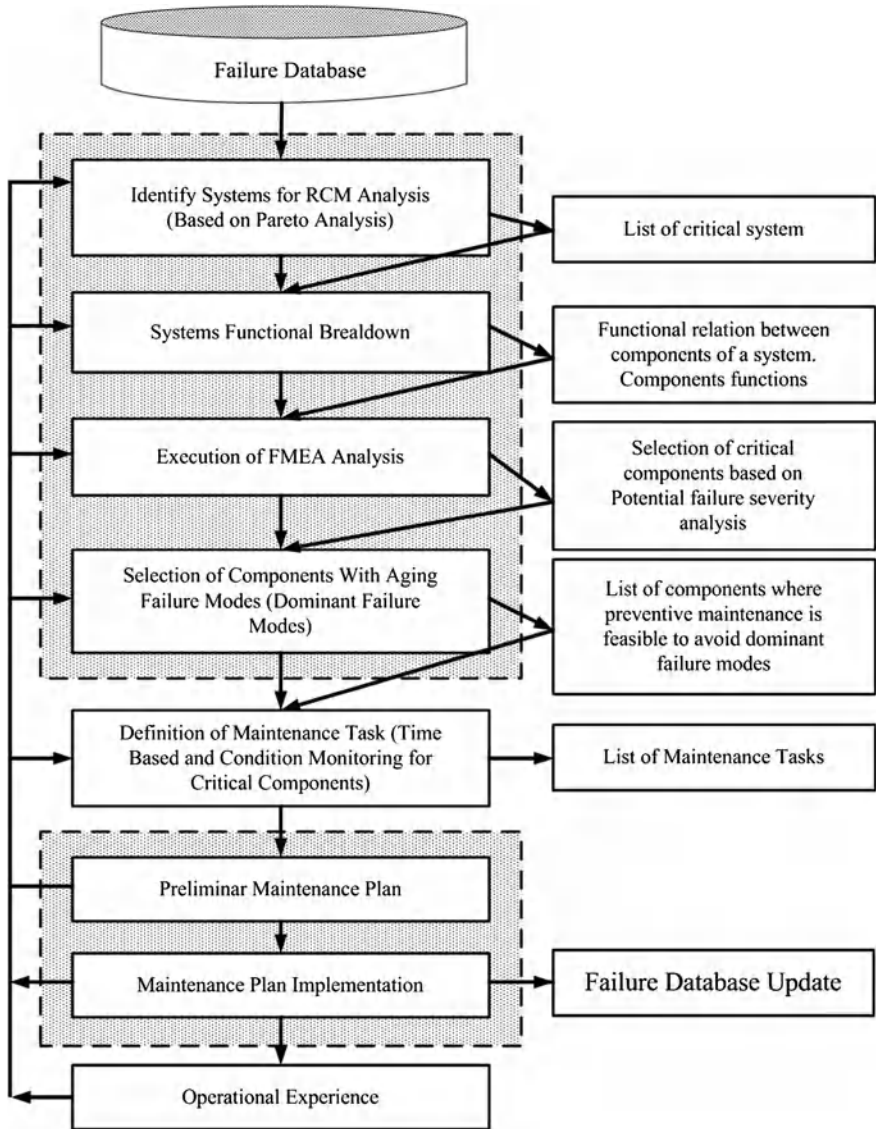 Failure Database
Identify Systems for RCM Analysis
(Based on Pareto Analysis)
List of critical system
Systems Functional Brealdown
Functional relation between
components of a system.
Components functions
Execution of FMEA Analysis
Selection of critical
components based on
Potential failure severity
analysis
Selection of Components With Aging
Failure Modes (Dominant Failure
Modes)
List of components where
preventive maintenance is
feasible to avoid dominant
failure modes
Definition of Maintenance Task (Time
Based and Condition Monitoring for
Critical Components)
List of Maintenance Tasks
Preliminar Maintenance Plan
Maintenance Plan Implementation
Failure Database Update
Operational Experience